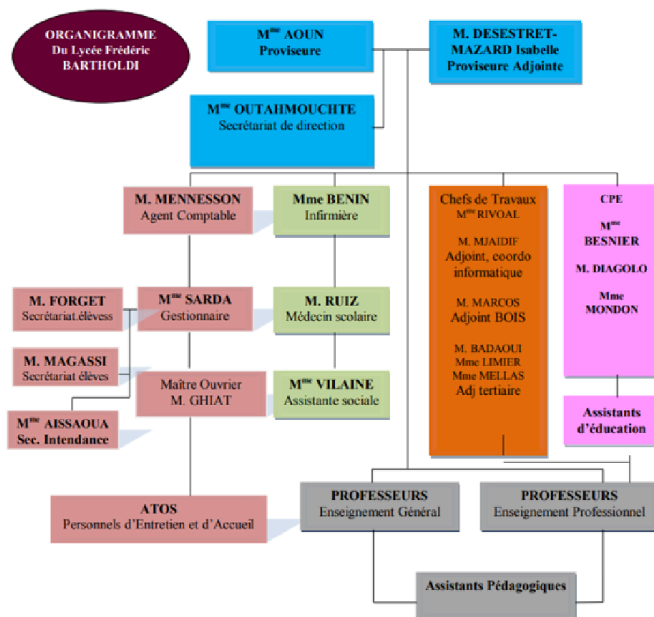 ORGANIGRAMME
Du Lycée Frédéric
BARTHOLDI
Mme AOUN
Proviseure
M. DESESTRET-
MAZARD Isabelle
Proviseure Adjointe
Mme OUTAHMOUCHTE
Secrétariat de direction
M. MENNESSON
Agent Comptable
Mme BENIN
Infirmière
Chefs de Travaux
Mme RIVOAL
M. MJAIDIF
Adjoint, coordo
informatique
M. MARCOS
Adjoint BOIS
M. BADAOUI
Mme LIMIER
Mme MELLAS
Adj tertiaire
CPE
Mme
BESNIER
M. DIAGOLO
Mme
MONDON
M. FORGET
Secrétariat.élévess
Mme SARDA
Gestionnaire
M. RUIZ
Médecin scolaire
M. MAGASSI
Secrétariat élèves
Maître Ouvrier
M. GHIAT
Mme VILAINE
Assistante sociale
Mme AISSAOUA
Sec. Intendance
Assistants
d'éducation
ATOS
Personnels d'Entretien et d'Accueil
PROFESSEURS
Enseignement Général
PROFESSEURS
Enseignement Professionnel
Assistants Pédagogiques